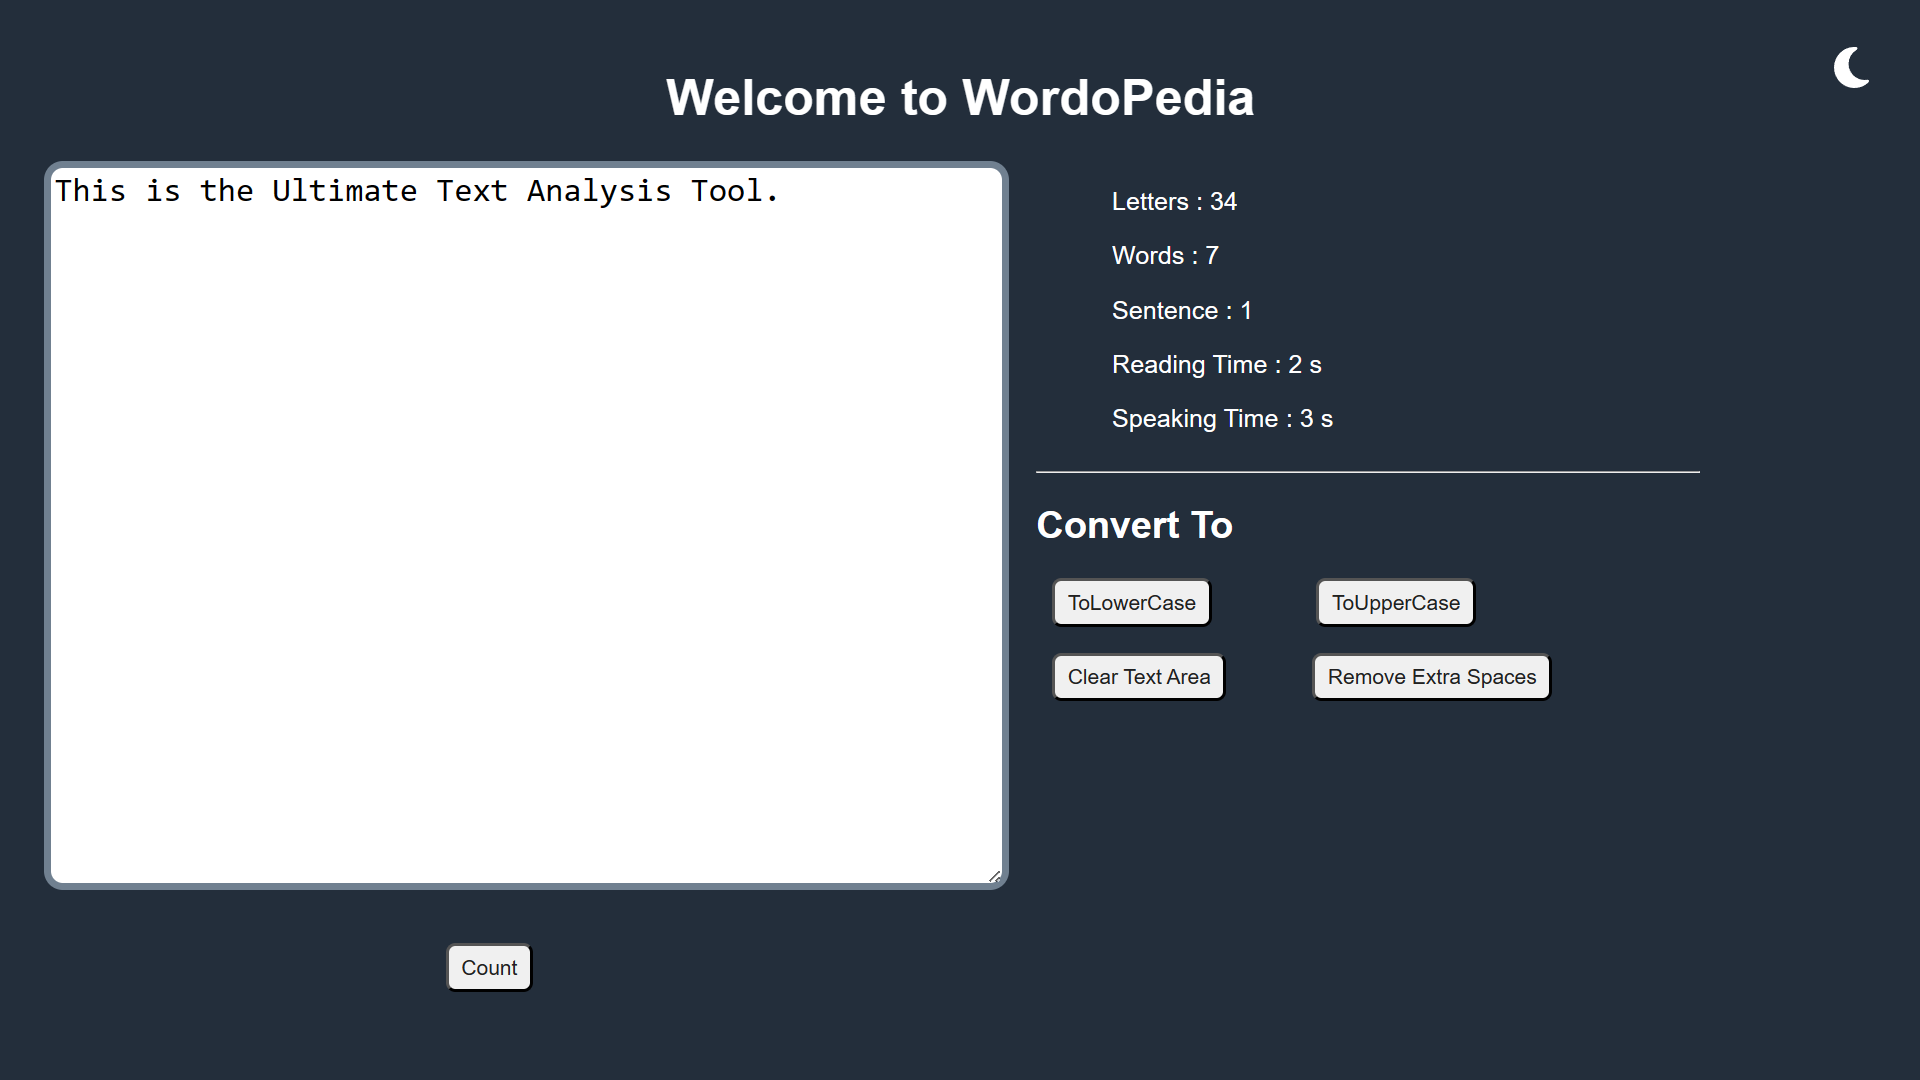 Welcome to WordoPedia
This is the Ultimate Text Analysis Tool.
Letters : 34
Words : 7
Sentence : 1
Reading Time : 2 s
Speaking Time : 3 s
Convert To
ToLowerCase
ToUpperCase
Clear Text Area
Remove Extra Spaces
Count